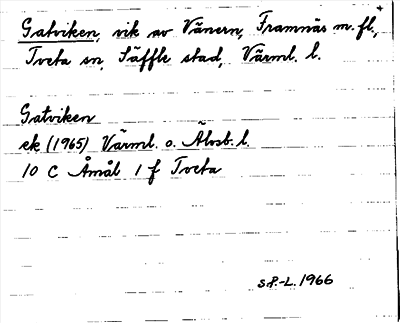 Gatviken, vik av Vänern, Framnäs m.fl.,
Tveta sn, Säffle stad, Värml. l.
Gatviken
ek (1965) Värml. o. Älvsb. l.
10 C Åmål 1 f Tveta
S.P.-L. 1966